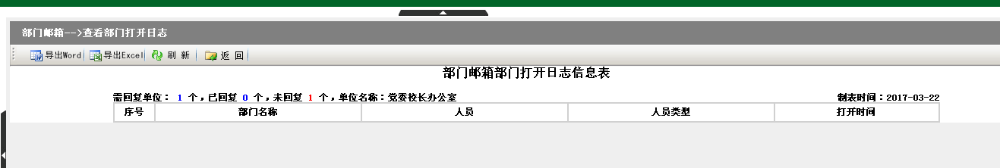 部门邮箱-->查看部门打开日志
导出Word 导出Excel 刷 新 返 回
部门邮箱部门打开日志信息表
需回复单位： 1 个，已回复 0 个，未回复 1 个，单位名称：党委校长办公室 制表时间：2017-03-22
序号 部门名称 人员 人员类型 打开时间